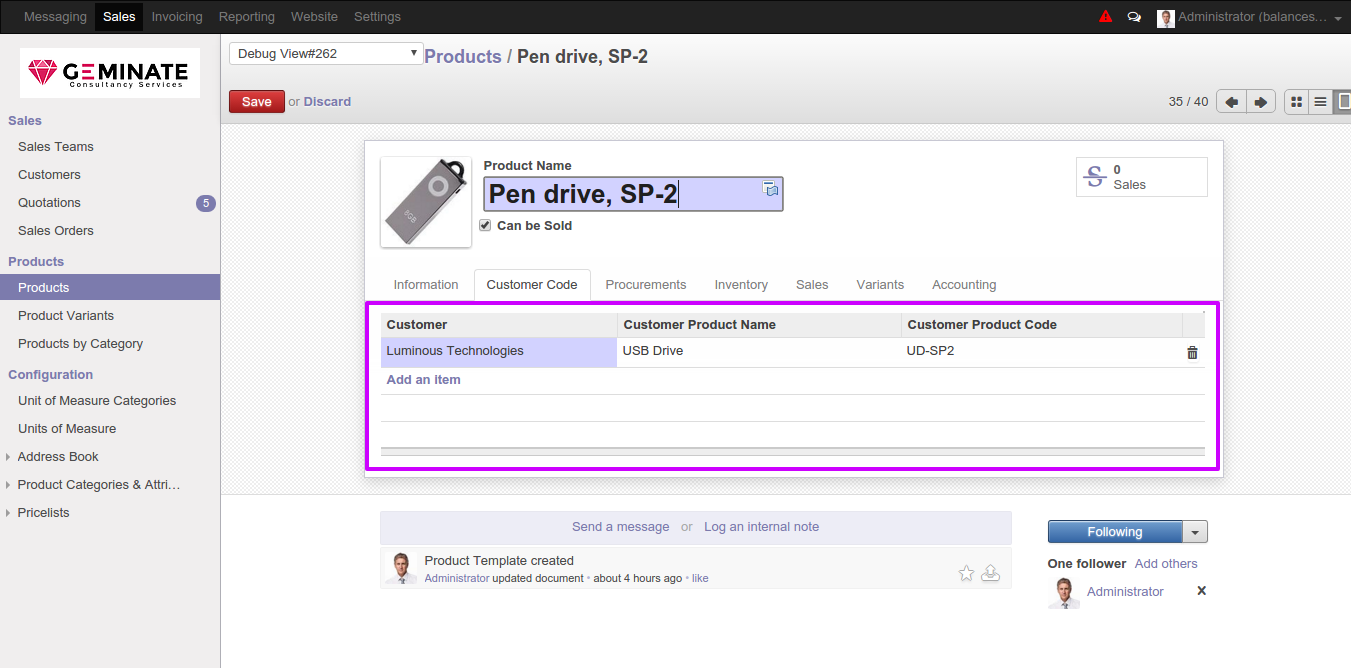 Messaging Sales Invoicing Reporting Website Settings Administrator (balances...
GEMINATE
Consultancy Services
Sales
Sales Teams
Customers
Quotations 5
Sales Orders
Products
Products
Product Variants
Products by Category
Configuration
Unit of Measure Categories
Units of Measure
Address Book
Product Categories & Attri...
Pricelists
Debug View#262 Products / Pen drive, SP-2
Save or Discard 35 / 40
8GB
Product Name
Pen drive, SP-2
Can be Sold
S 0
Sales
Information Customer Code Procurements Inventory Sales Variants Accounting
Customer Customer Product Name Customer Product Code
Luminous Technologies USB Drive UD-SP2
Add an item
Send a message or Log an internal note
Product Template created
Administrator updated document • about 4 hours ago • like
Following
One follower Add others
Administrator